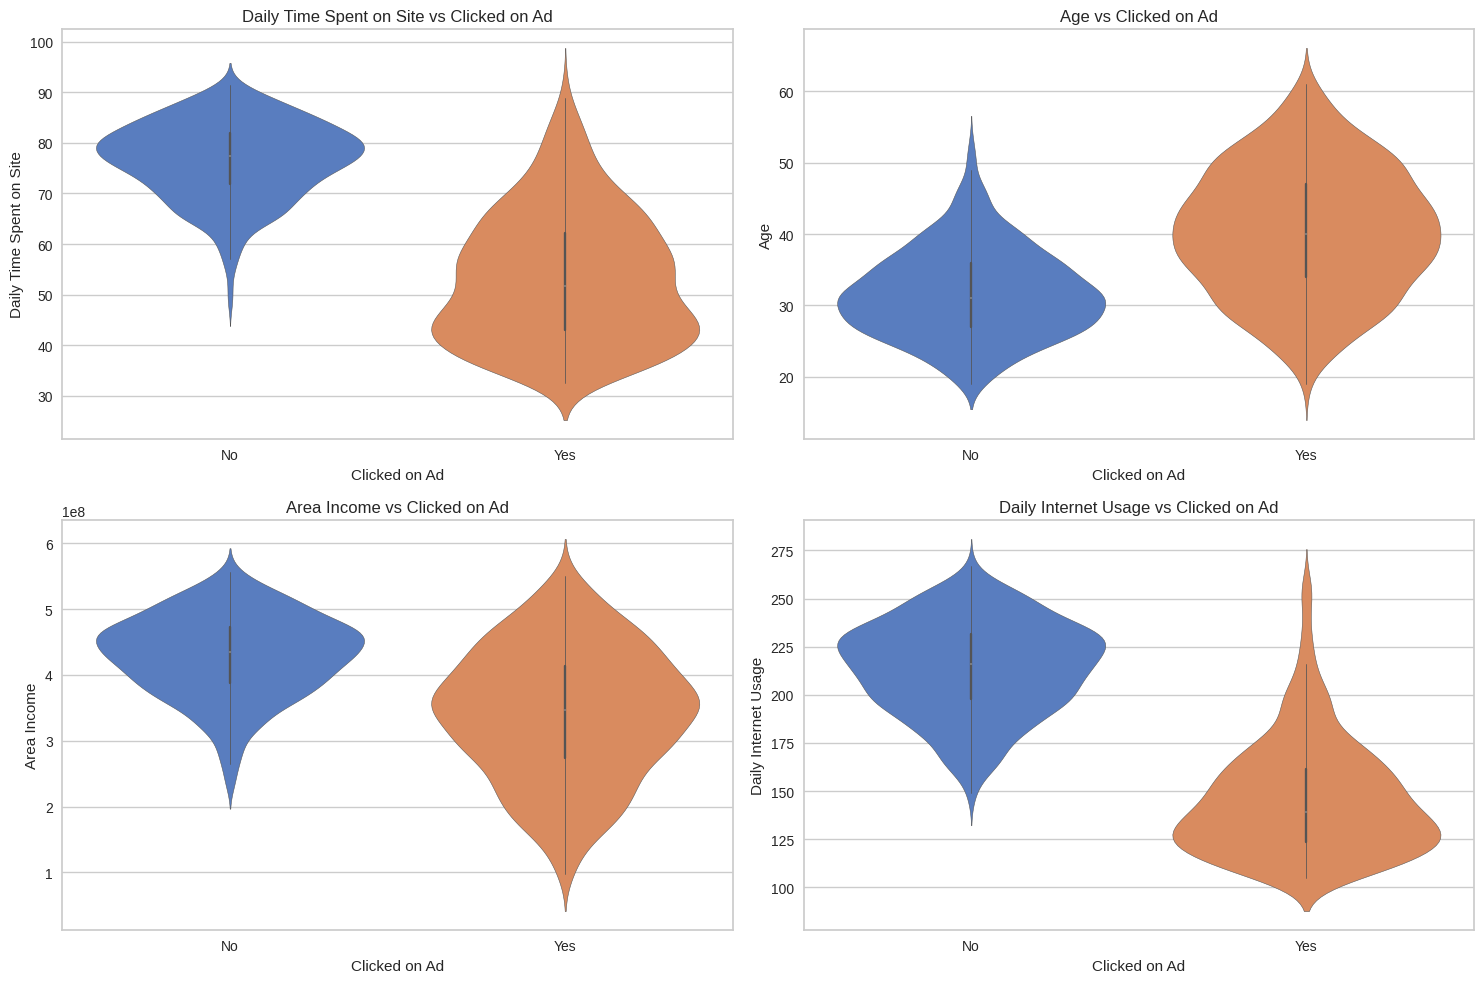 Daily Time Spent on Site vs Clicked on Ad
100
90
80
70
60
50
40
30
Daily Time Spent on Site
No
Yes
Clicked on Ad
Age vs Clicked on Ad
60
50
40
30
20
Age
No
Yes
Clicked on Ad
Area Income vs Clicked on Ad
1e8
6
5
4
3
2
1
Area Income
No
Yes
Clicked on Ad
Daily Internet Usage vs Clicked on Ad
275
250
225
200
175
150
125
100
Daily Internet Usage
No
Yes
Clicked on Ad